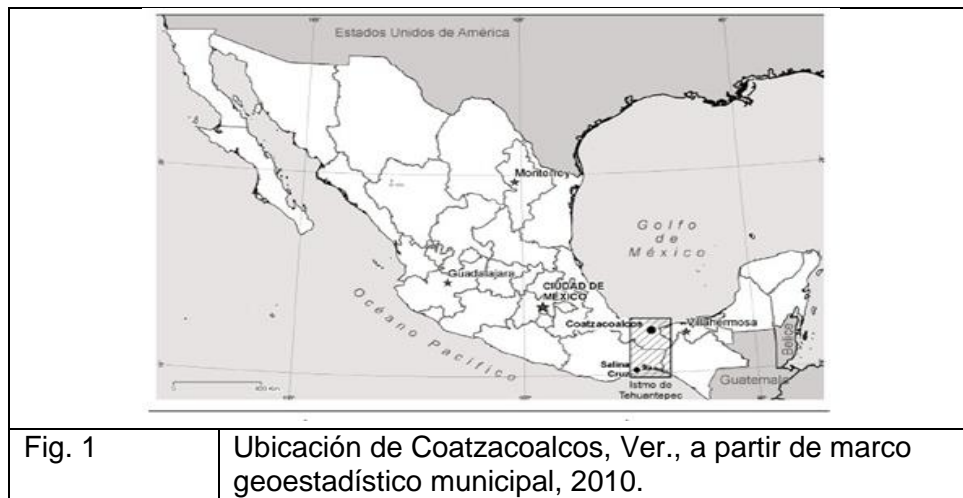 Estados Unidos de América
Monterrey
Golfo
de
México
Guadalajara
CIUDAD DE
MÉXICO
Océano Pacífico
Coatzacoalcos
Villahermosa
Belice
Salina
Cruz
Guatemala
Istmo de
Tehuantepec
Fig. 1
Ubicación de Coatzacoalcos, Ver., a partir de marco
geoestadístico municipal, 2010.